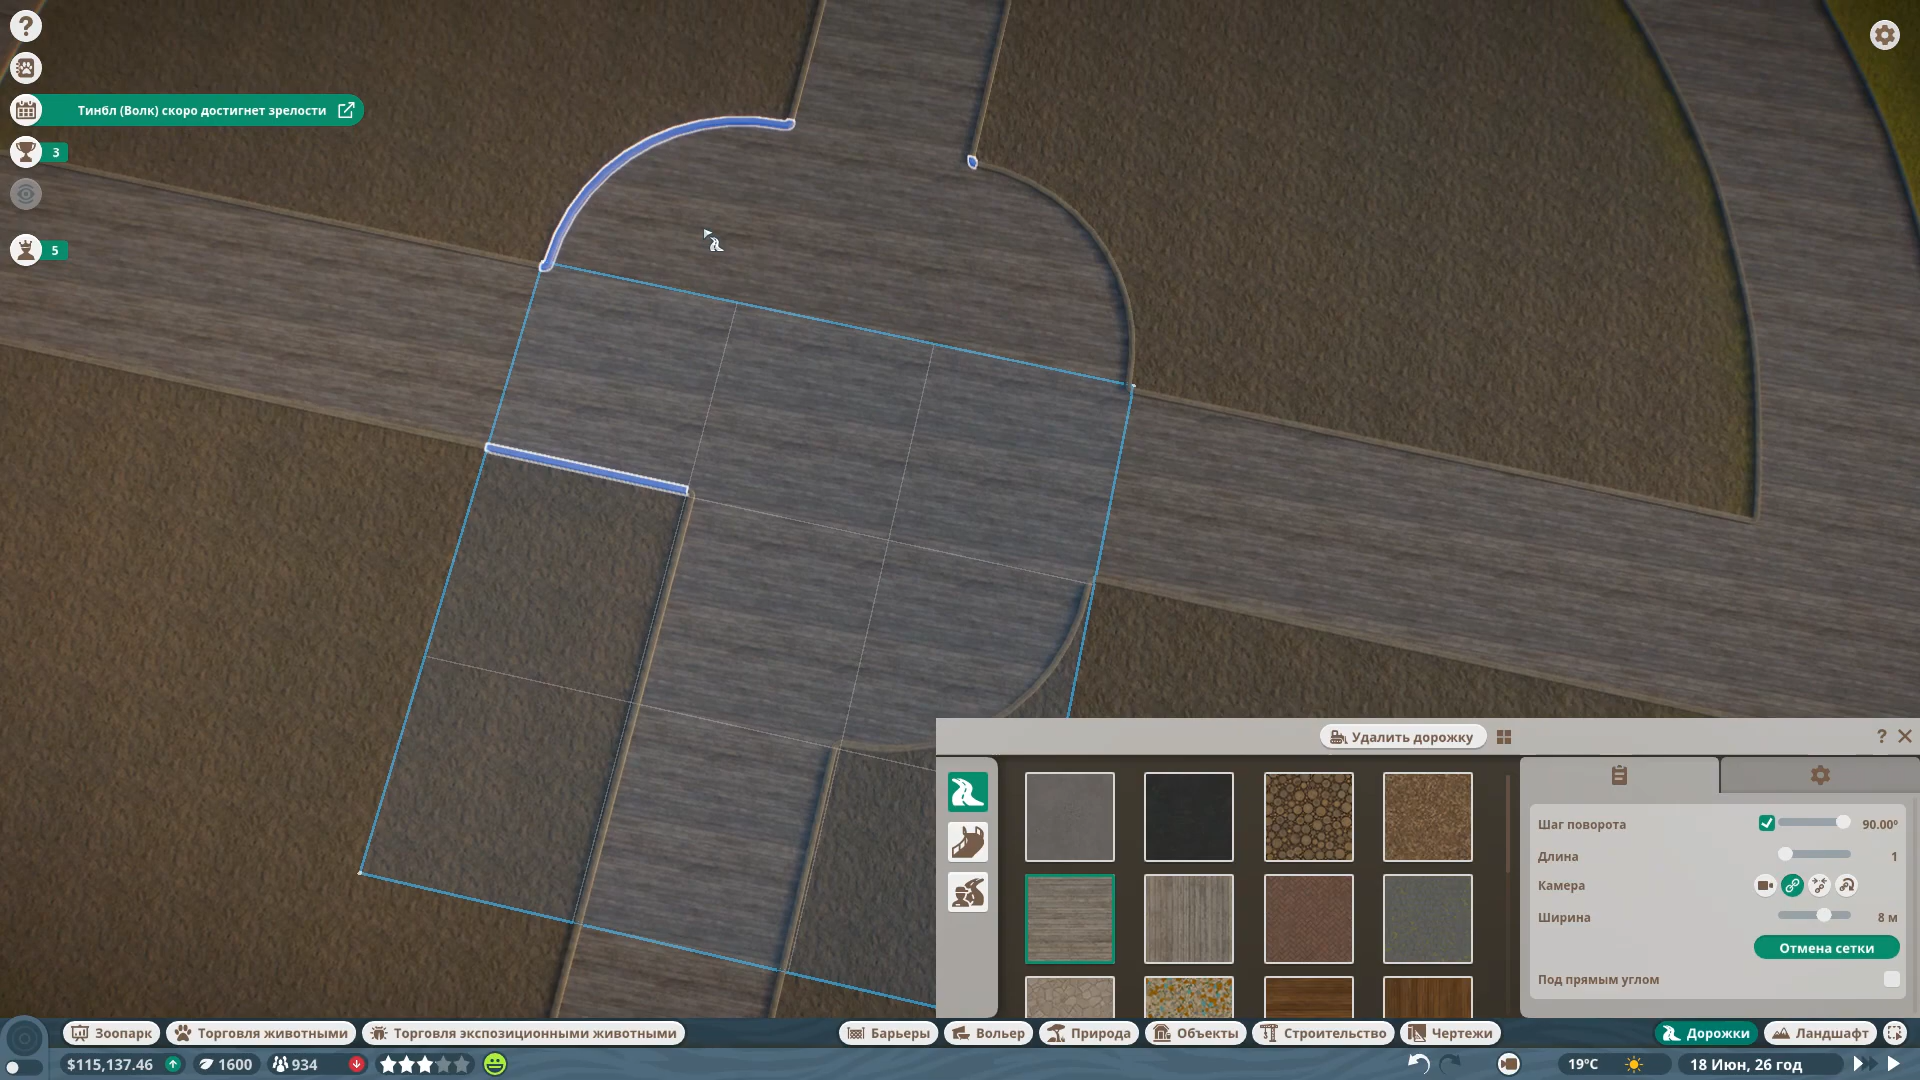 ?
Тинбл (Волк) скоро достигнет зрелости
3
5
Удалить дорожку
?
Шаг поворота
90.00º
Длина
1
Камера
Ширина
8 м
Отмена сетки
Под прямым углом
Зоопарк
Торговля животными
Торговля экспозиционными животными
Барьеры
Вольер
Природа
Объекты
Строительство
Чертежи
Дорожки
Ландшафт
$115,137.46
1600
934
19°C
18 Июн, 26 год